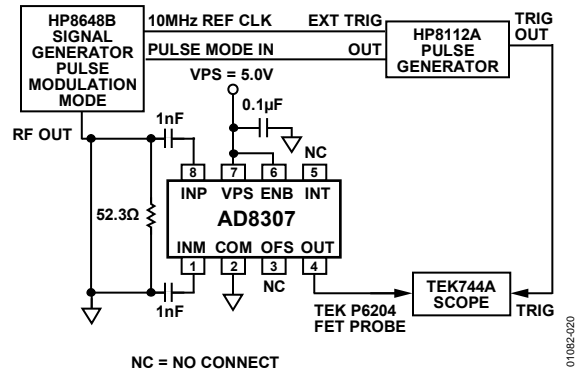 HP8648B
SIGNAL
GENERATOR
PULSE
MODULATION
MODE
10MHz REF CLK
EXT TRIG
PULSE MODE IN
OUT
HP8112A
PULSE
GENERATOR
TRIG
OUT
VPS = 5.0V
0.1µF
1nF
RF OUT
NC
8
7
6
5
INP
VPS
ENB
INT
52.3Ω
AD8307
INM
COM
OFS
OUT
1
2
3
4
NC
1nF
TEK P6204
FET PROBE
TEK744A
SCOPE
TRIG
NC = NO CONNECT
01082-020